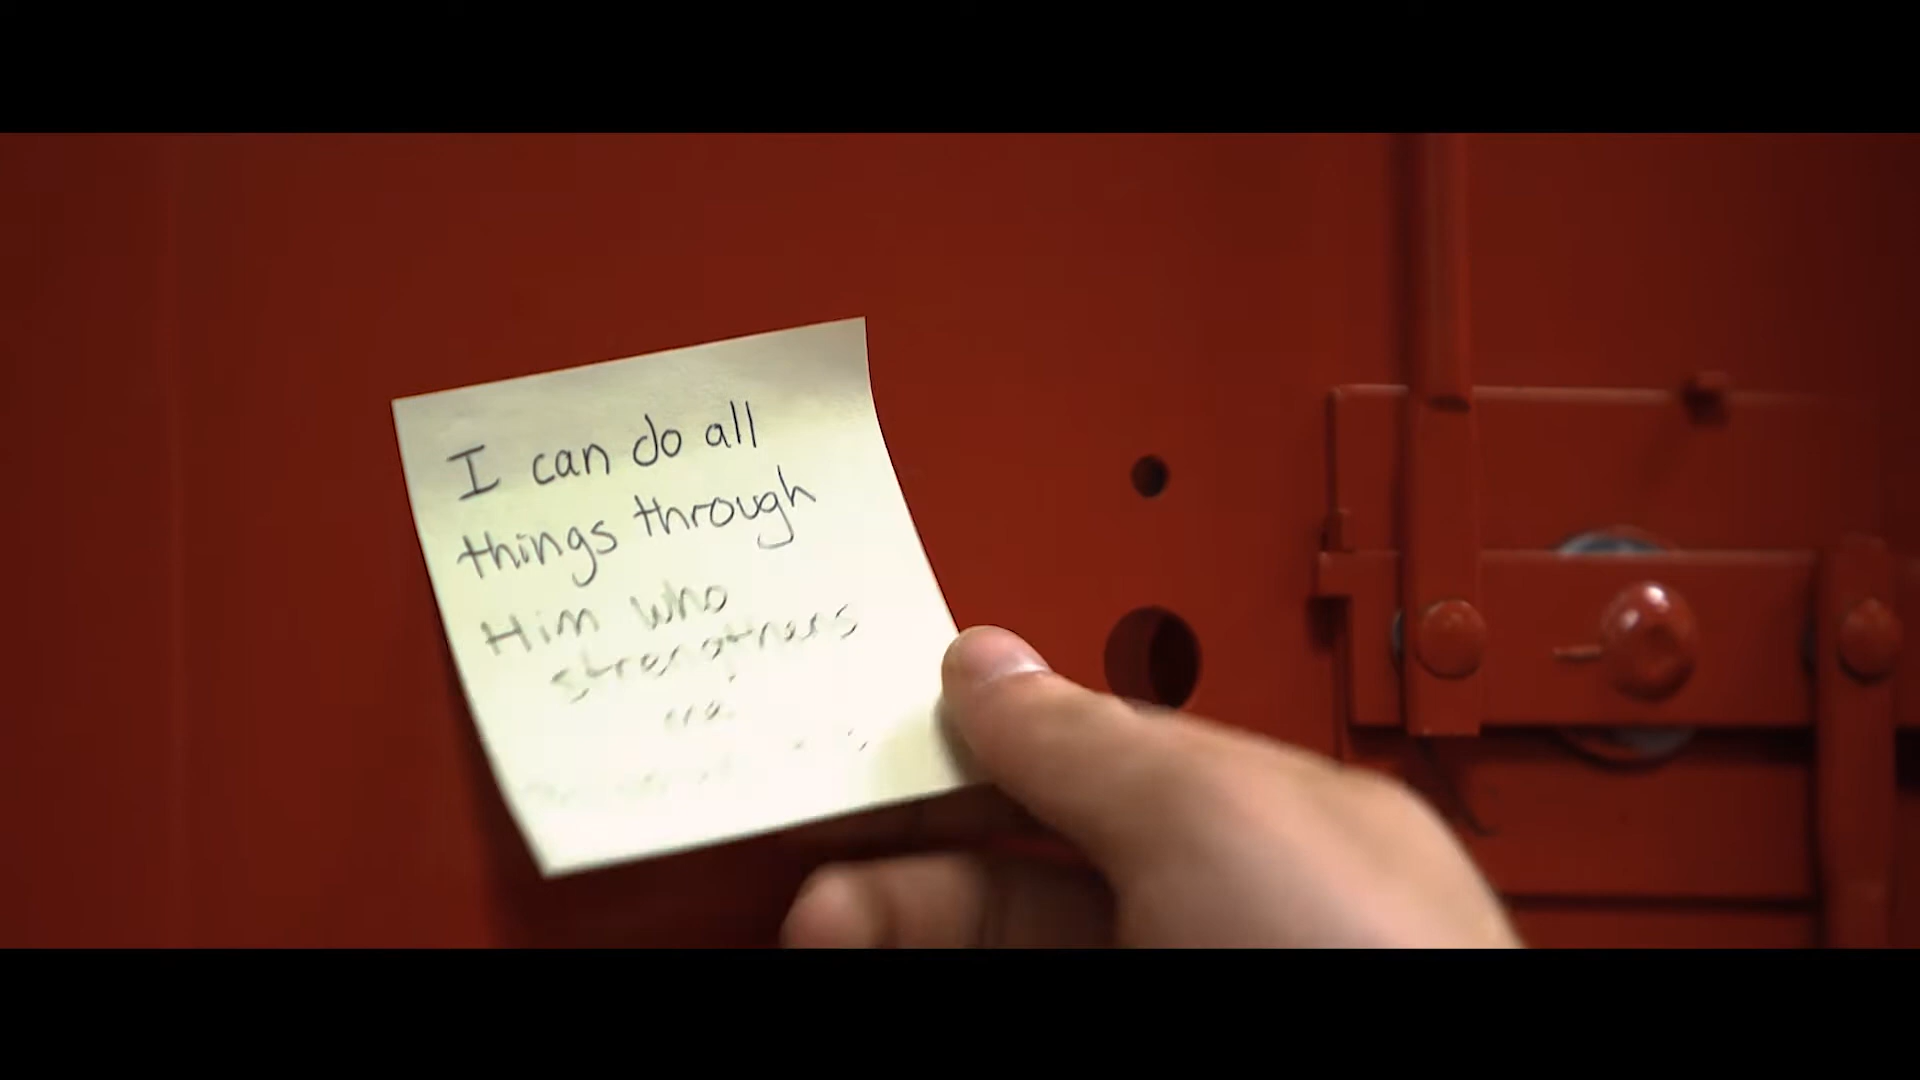 I can do all
things through
Him who
strengthens
me.